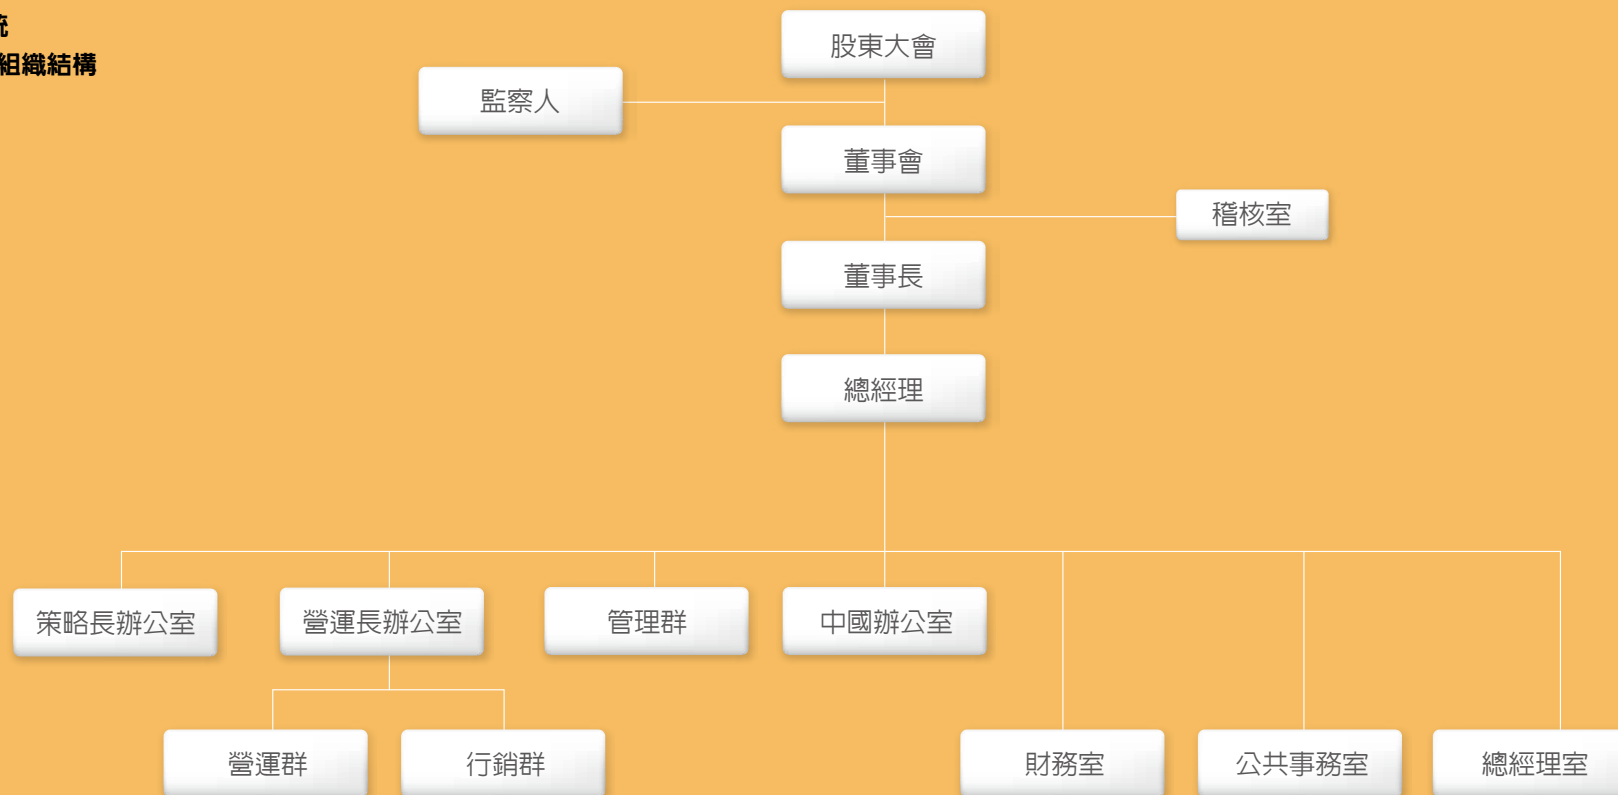 統
組織結構
股東大會
監察人
董事會
稽核室
董事長
總經理
策略長辦公室
營運長辦公室
管理群
中國辦公室
營運群
行銷群
財務室
公共事務室
總經理室